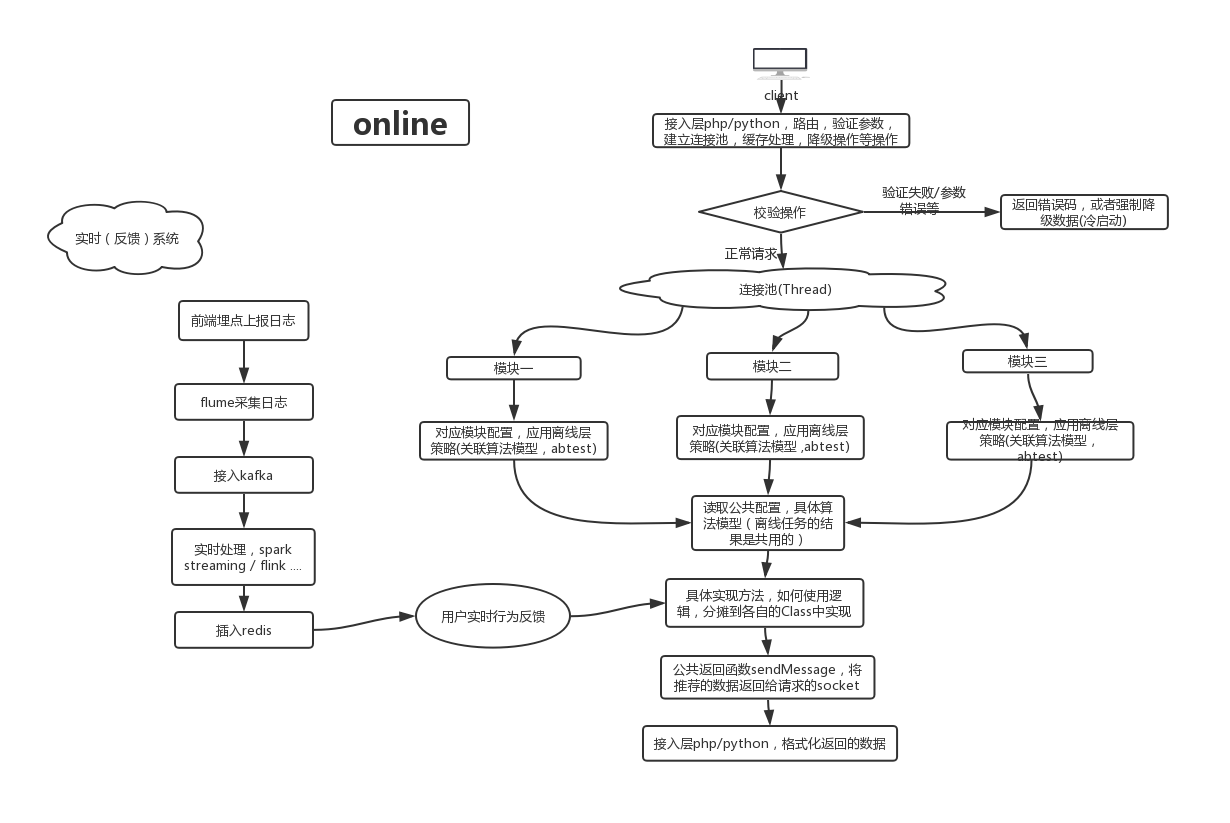 client
online
接入层php/python，路由，验证参数，
建立连接池，缓存处理，降级操作等操作
验证失败/参数
错误等
校验操作
返回错误码，或者强制降
级数据(冷启动)
实时（反馈）系统
正常请求
连接池(Thread)
前端埋点上报日志
模块一
模块二
模块三
flume采集日志
对应模块配置，应用离线层
策略(关联算法模型，abtest)
对应模块配置，应用离线层
策略(关联算法模型 ,abtest)
对应模块配置，应用离线层
策略(关联算法模型，
abtest)
接入kafka
读取公共配置，具体算
法模型（离线任务的结
果是共用的）
实时处理，spark
streaming / flink ....
具体实现方法，如何使用逻
辑，分摊到各自的Class中实现
插入redis
用户实时行为反馈
公共返回函数sendMessage，将
推荐的数据返回给请求的socket
接入层php/python，格式化返回的数据